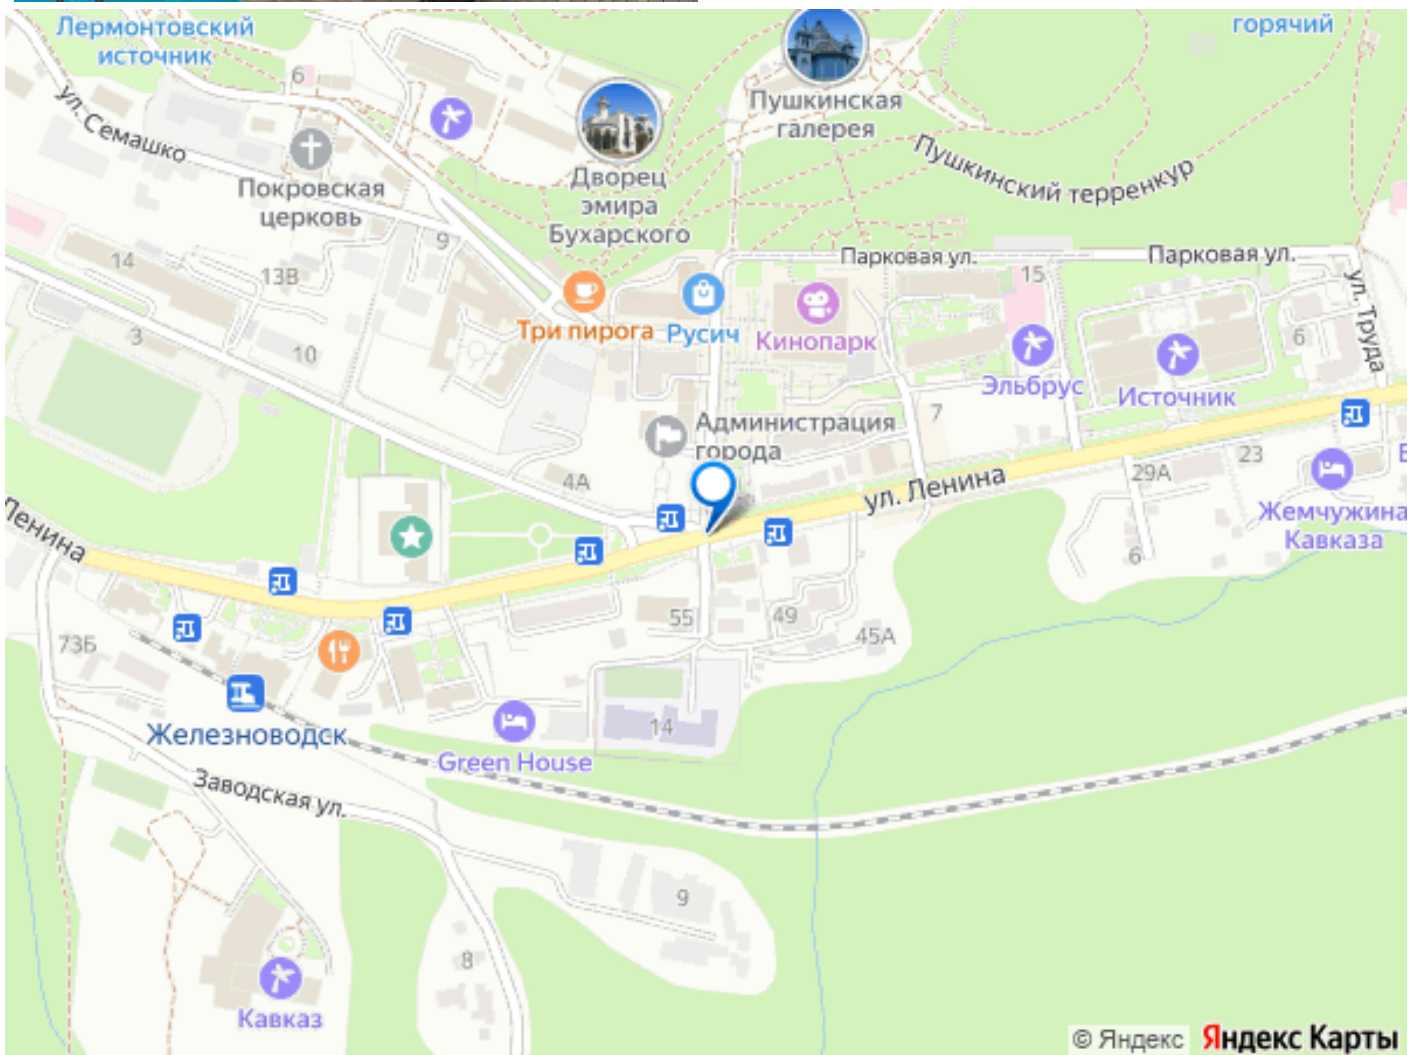 Лермонтовский
источник
горячий
6
ул. Семашко
Пушкинская
галерея
Покровская
церковь
Дворец
эмира
Бухарского
Пушкинский терренкур
9
14
13В
Парковая ул.
Парковая ул.
15
ул. Труда
3
10
Три пирога
Русич
Кинопарк
6
Эльбрус
Источник
Администрация
города
7
4А
ул. Ленина
29А
23
Жемчужина
Кавказа
6
Ленина
55
49
45А
73Б
14
Железноводск
Green House
Заводская ул.
9
8
Кавказ
© Яндекс
Яндекс Карты